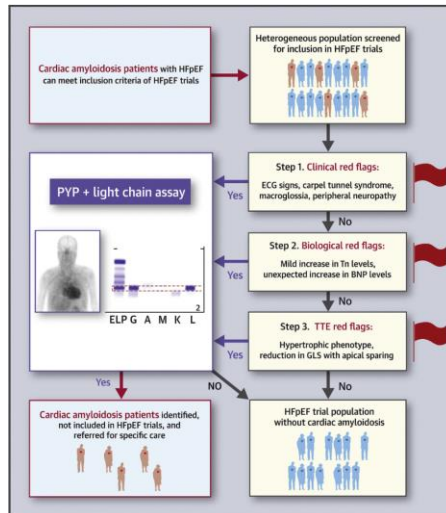 Cardiac amyloidosis patients with HFpEF
can meet inclusion criteria of HFpEF trials
Heterogeneous population screened
for inclusion in HFpEF trials
Step 1. Clinical red flags:
ECG signs, carpel tunnel syndrome,
macroglossia, peripheral neuropathy
Yes
No
PYP + light chain assay
2
ELP G A M K L
Step 2. Biological red flags:
Mild increase in Tn levels,
unexpected increase in BNP levels
Yes
No
Step 3. TTE red flags:
Hypertrophic phenotype,
reduction in GLS with apical sparing
Yes
No
Yes
NO
Cardiac amyloidosis patients identified,
not included in HFpEF trials, and
referred for specific care
HFpEF trial population
without cardiac amyloidosis